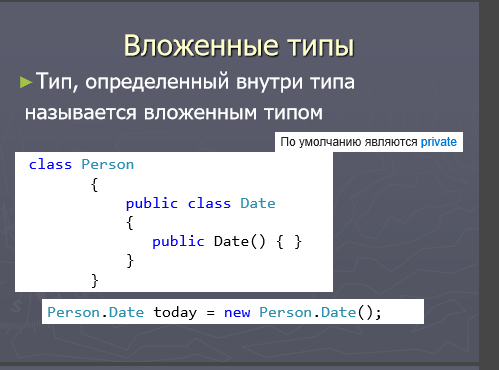 Вложенные типы
Тип, определенный внутри типа
называется вложенным типом
По умолчанию являются private
class Person
{
public class Date
{
public Date() { }
}
}
Person.Date today = new Person.Date();